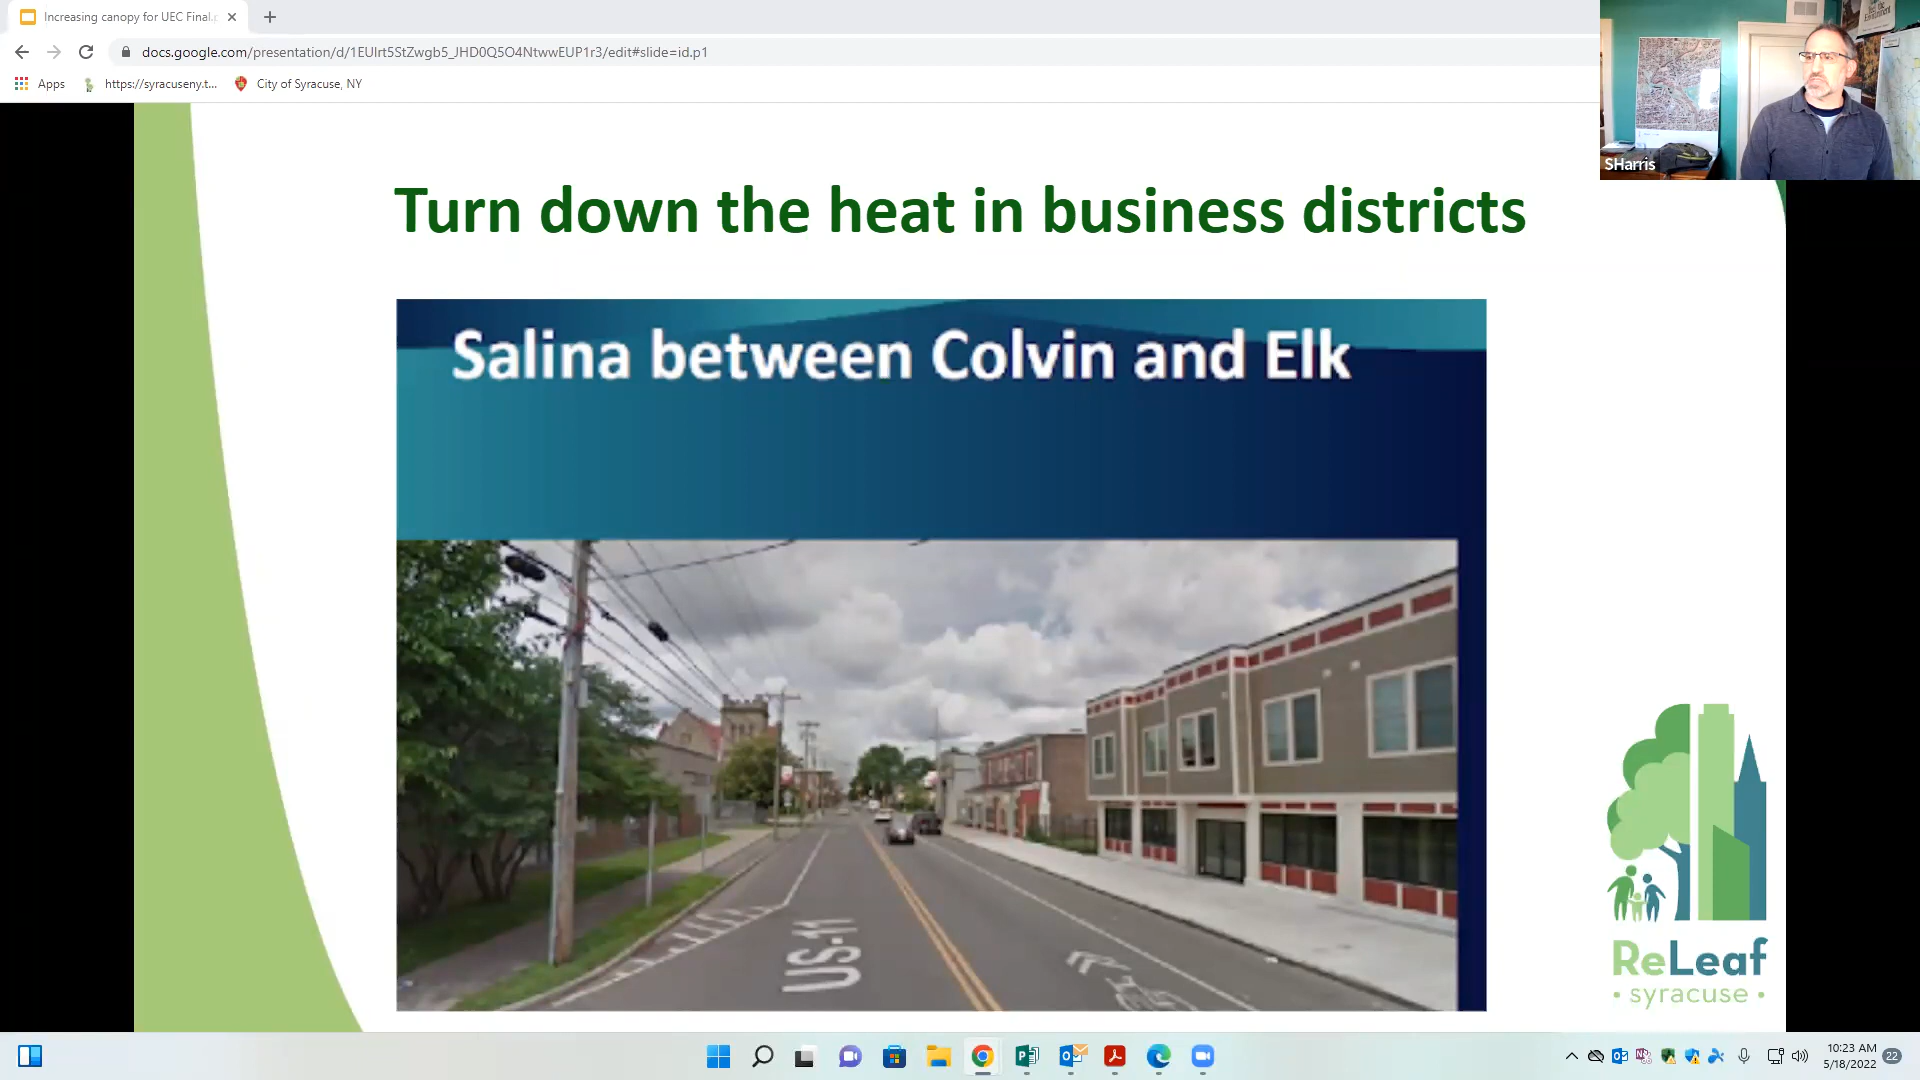 Increasing canopy for UEC Final.
docs.google.com/presentation/d/1EUlrt5StZwgb5_JHD0Q5O4NtwwEUP1r3/edit#slide=id.p1
Apps
https://syracuseny.t...
City of Syracuse, NY
SHarris
Turn down the heat in business districts
Salina between Colvin and Elk
US-11
ReLeaf
• syracuse •
10:23 AM
5/18/2022
22